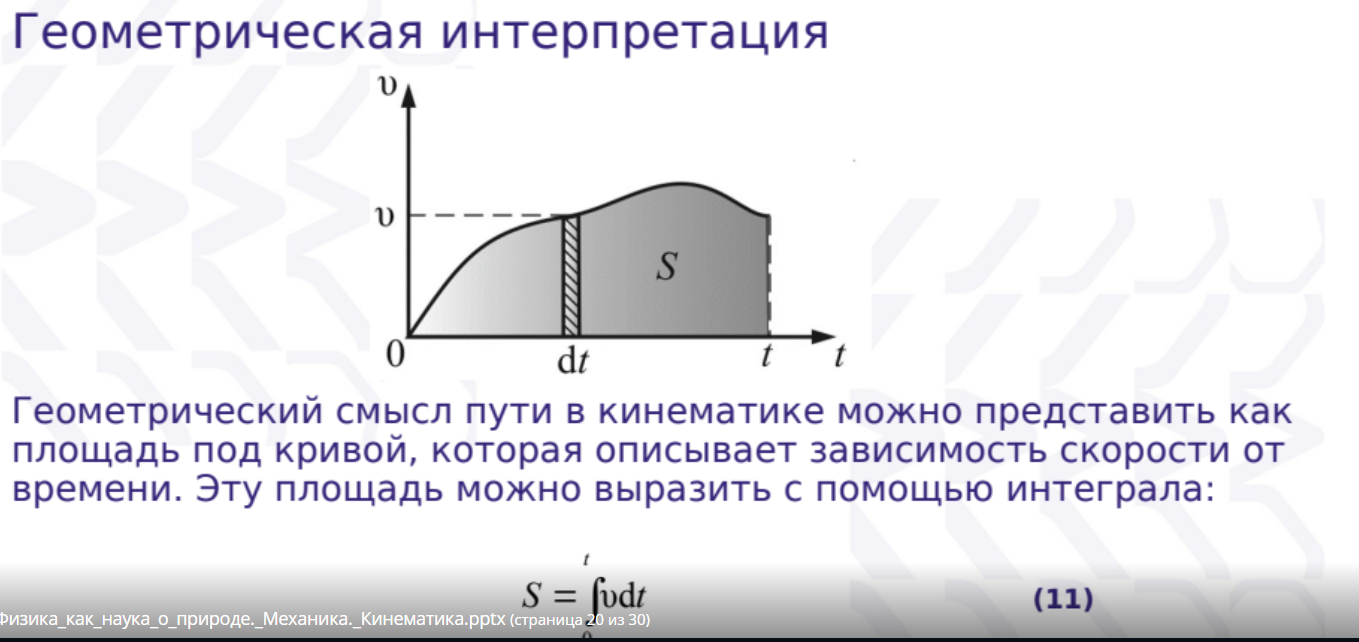 Геометрическая интерпретация
υ
υ
S
0
dt
t
t
Геометрический смысл пути в кинематике можно представить как
площадь под кривой, которая описывает зависимость скорости от
времени. Эту площадь можно выразить с помощью интеграла:
t
S = ∫υdt
(11)
0
Физика_как_наука_о_природе._Механика._Кинематика.pptx (страница 20 из 30)